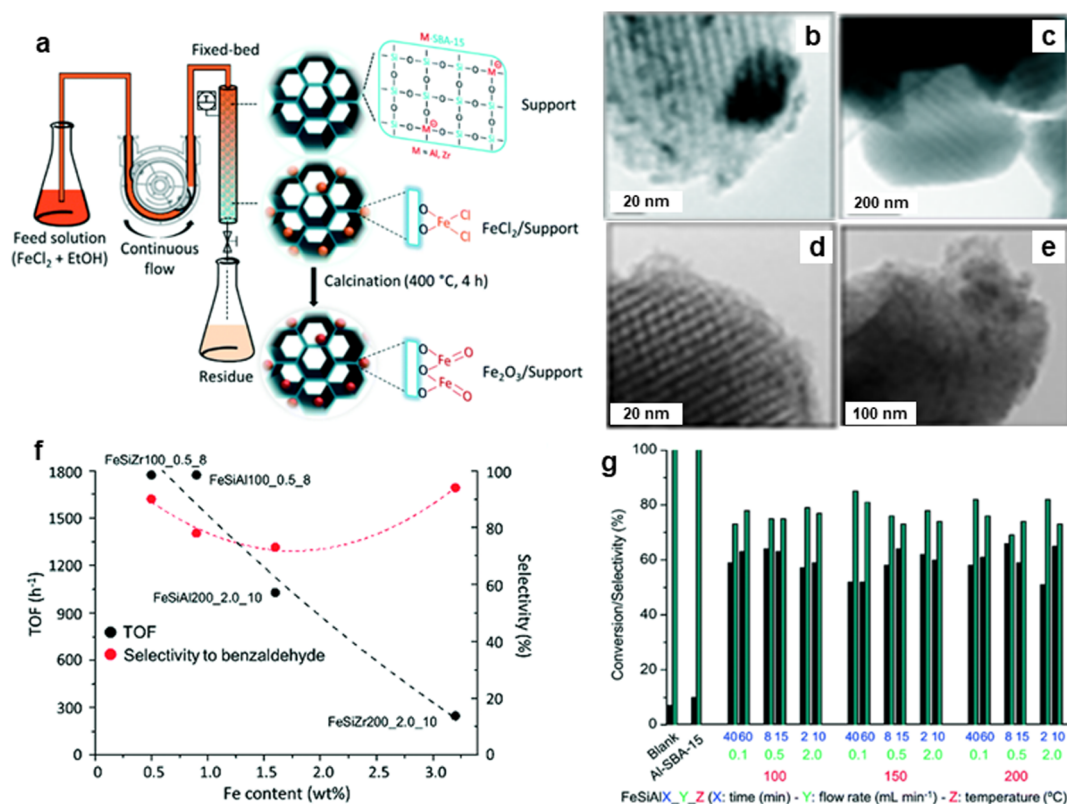 a
Fixed-bed
M-SBA-15
Si
O
M
M = Al, Zr
Support
Feed solution
(FeCl2 + EtOH)
Continuous
flow
Residue
O
O
Fe
Cl
Cl
FeCl2/Support
Calcination (400 °C, 4 h)
O
O
O
Fe
O
Fe
O
Fe2O3/Support
b
20 nm
c
200 nm
d
20 nm
e
100 nm
f
FeSiZr100_0.5_8
FeSiAl100_0.5_8
FeSiAl200_2.0_10
FeSiZr200_2.0_10
TOF
Selectivity to benzaldehyde
TOF (h-1)
1800
1500
1200
900
600
300
0
0
0.5
1.0
1.5
2.0
2.5
3.0
Fe content (wt%)
100
80
60
40
20
0
Selectivity
(%)
g
Conversion/Selectivity (%)
100
80
60
40
20
0
Blank
Al-SBA-15
40 60 8 15 2 10 40 60 8 15 2 10 40 60 8 15 2 10
0.1 0.5 2.0 0.1 0.5 2.0 0.1 0.5 2.0
100 150 200
FeSiAlX_Y_Z (X: time (min) - Y: flow rate (mL min-1) - Z: temperature (ºC)